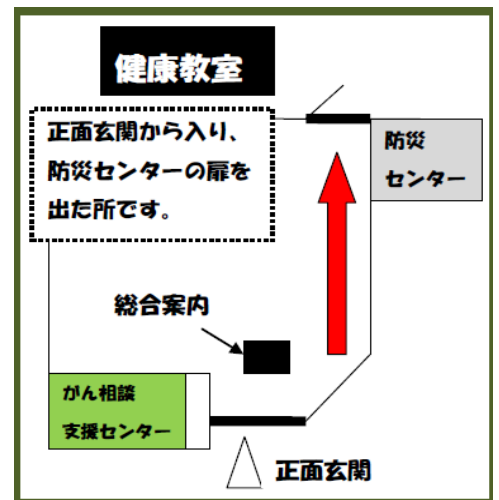 健康教室
正面玄関から入り、
防災センターの扉を
出た所です。
防災
センター
総合案内
がん相談
支援センター
正面玄関